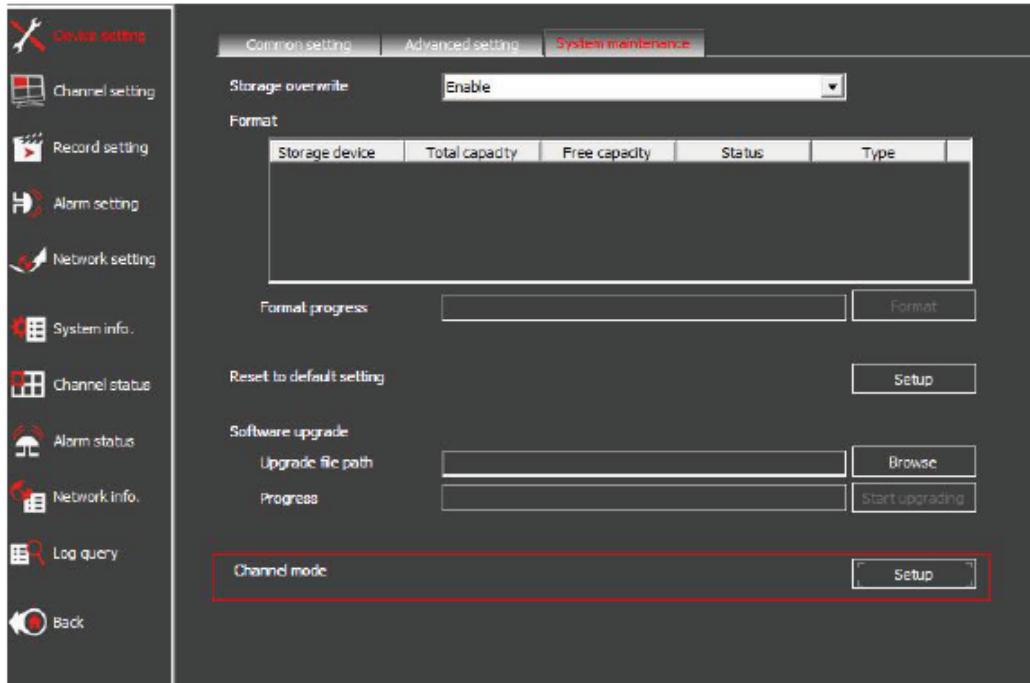 Device setting
Channel setting
Record setting
Alarm setting
Network setting
System info.
Channel status
Alarm status
Network info.
Log query
Back
Common setting Advanced setting System maintenance
Storage overwrite Enable
Format
Storage device Total capacity Free capacity Status Type
Format progress Format
Reset to default setting Setup
Software upgrade
Upgrade file path Browse
Progress Start upgrading
Channel mode Setup